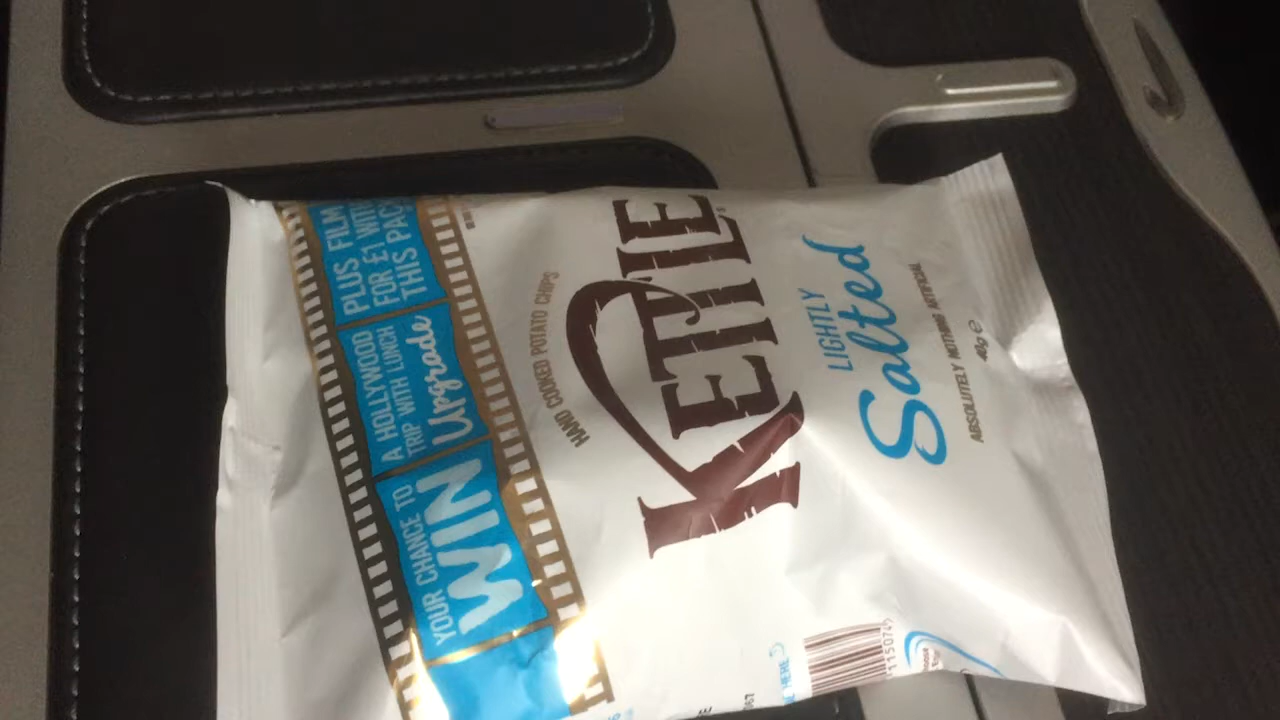 YOUR CHANCE TO
WIN
A HOLLYWOOD
TRIP WITH LUNCH
Upgrade
PLUS FILM
FOR £1 WITH
THIS PACK
HAND COOKED POTATO CHIPS
KETTLE
LIGHTLY
Salted
ABSOLUTELY NOTHING ARTIFICIAL
40g e
HERE